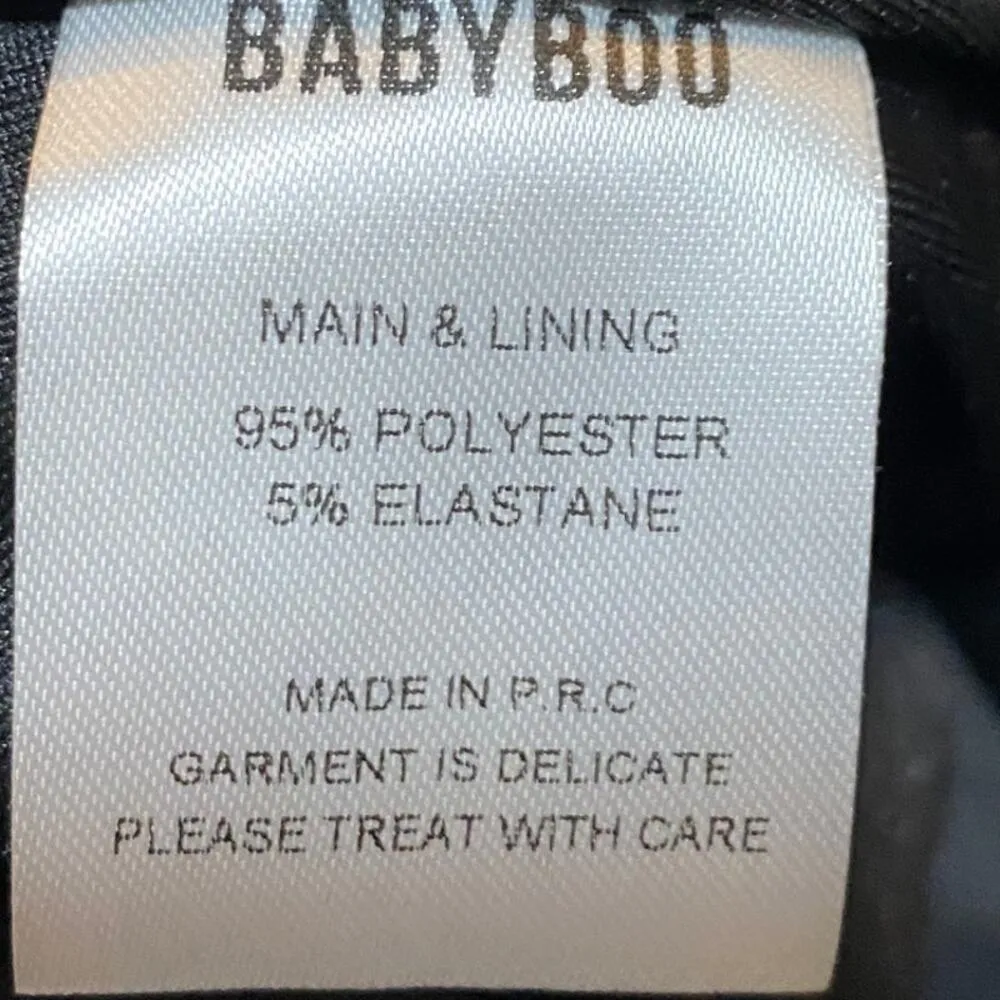 BABYBOO
MAIN & LINING
95% POLYESTER
5% ELASTANE
MADE IN P.R.C
GARMENT IS DELICATE
PLEASE TREAT WITH CARE